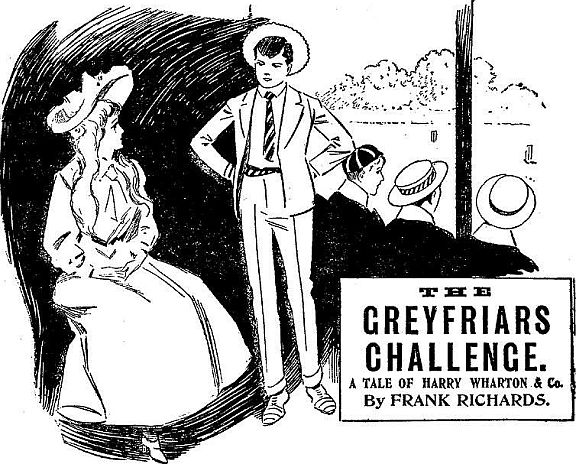 THE
GREYFRIARS
CHALLENGE.
A TALE OF HARRY WHARTON & Co.
By FRANK RICHARDS.